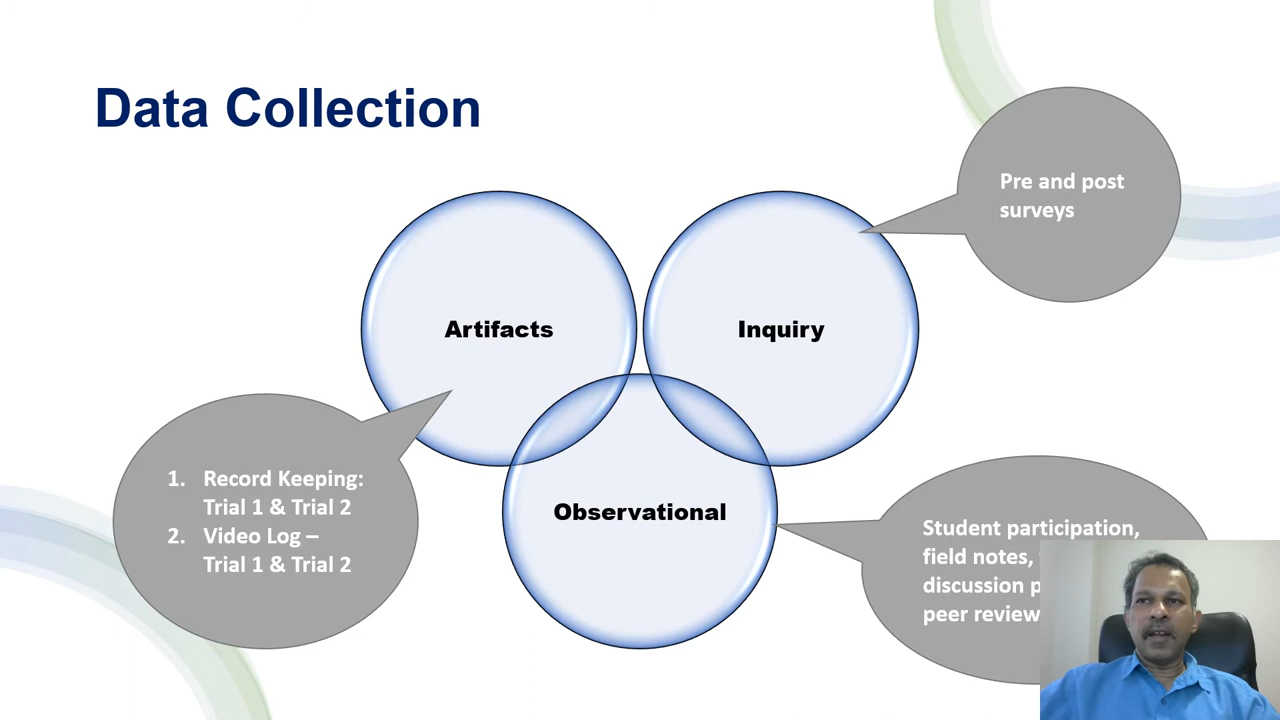 Data Collection
Pre and post
surveys
Artifacts
Inquiry
1. Record Keeping:
Trial 1 & Trial 2
2. Video Log –
Trial 1 & Trial 2
Observational
Student participation,
field notes,
discussion
peer review